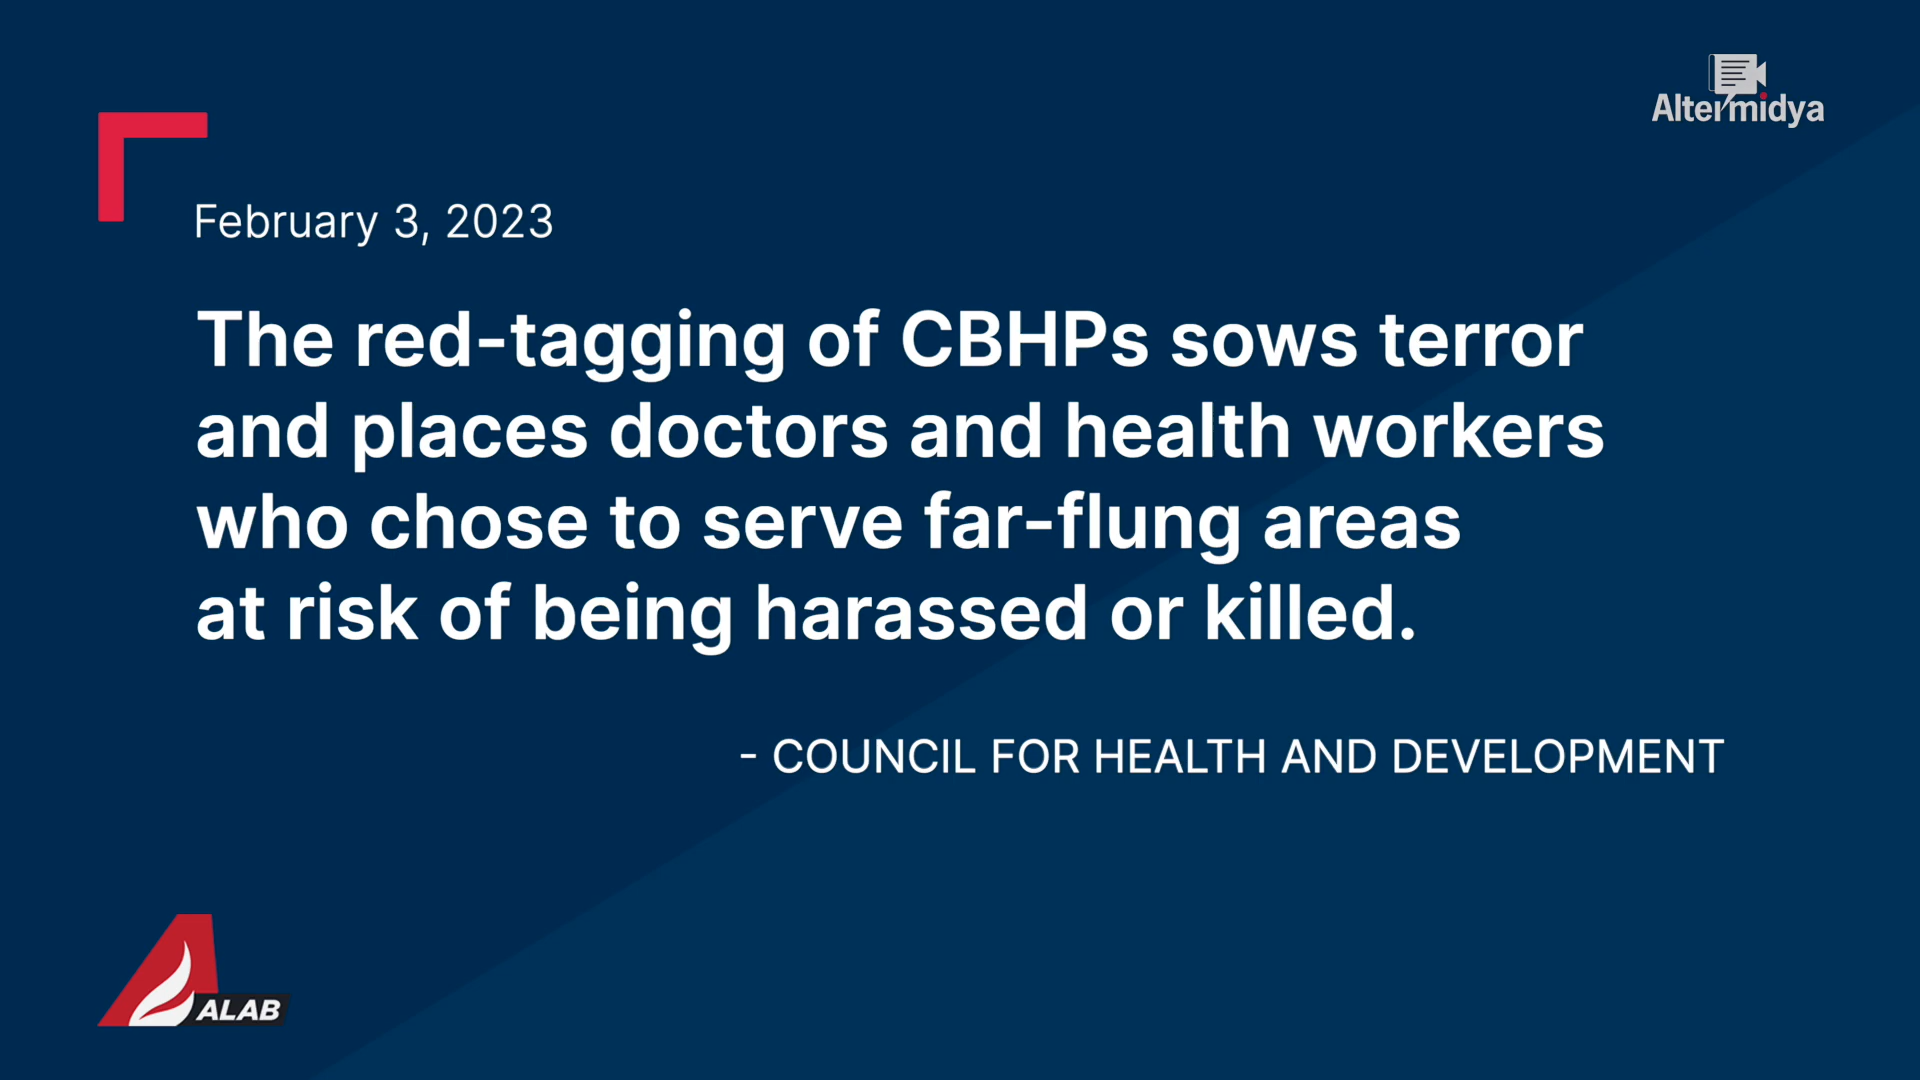 Altermidya
February 3, 2023
The red-tagging of CBHPs sows terror
and places doctors and health workers
who chose to serve far-flung areas
at risk of being harassed or killed.
- COUNCIL FOR HEALTH AND DEVELOPMENT
ALAB